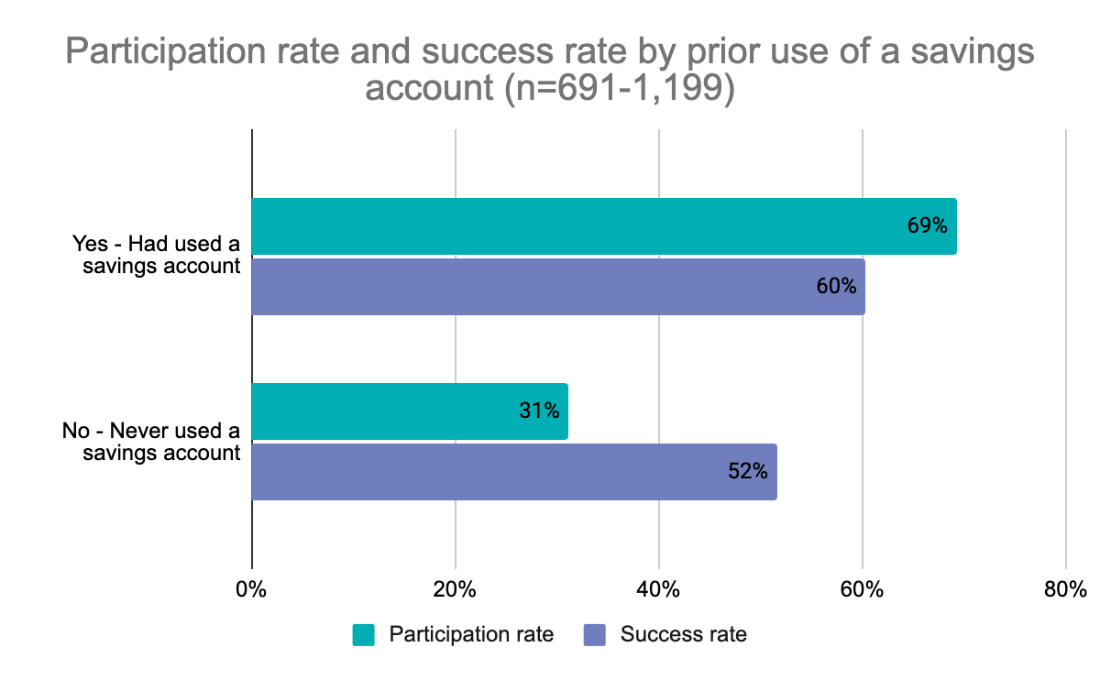 Participation rate and success rate by prior use of a savings
account (n=691-1,199)
Yes - Had used a
savings account
69%
60%
No - Never used a
savings account
31%
52%
0% 20% 40% 60% 80%
Participation rate Success rate